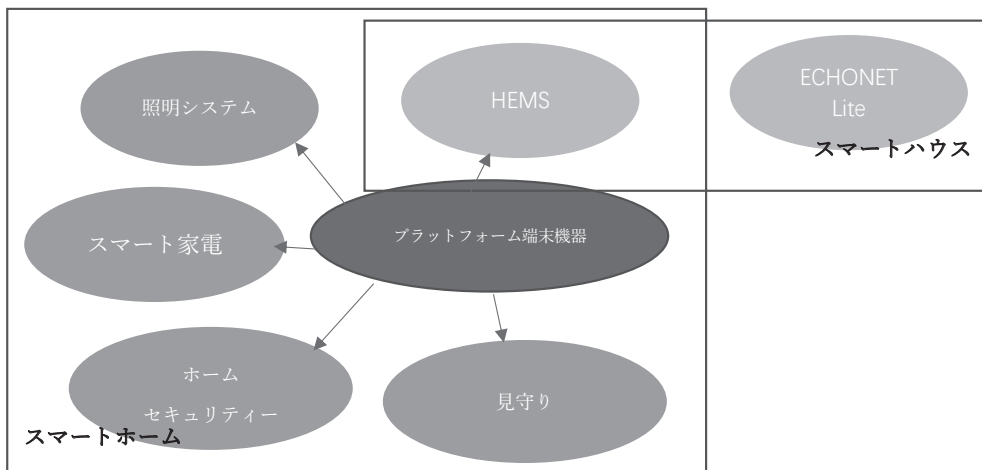 照明システム
HEMS
ECHONET
Lite
スマートハウス
スマート家電
プラットフォーム端末機器
ホーム
セキュリティー
見守り
スマートホーム